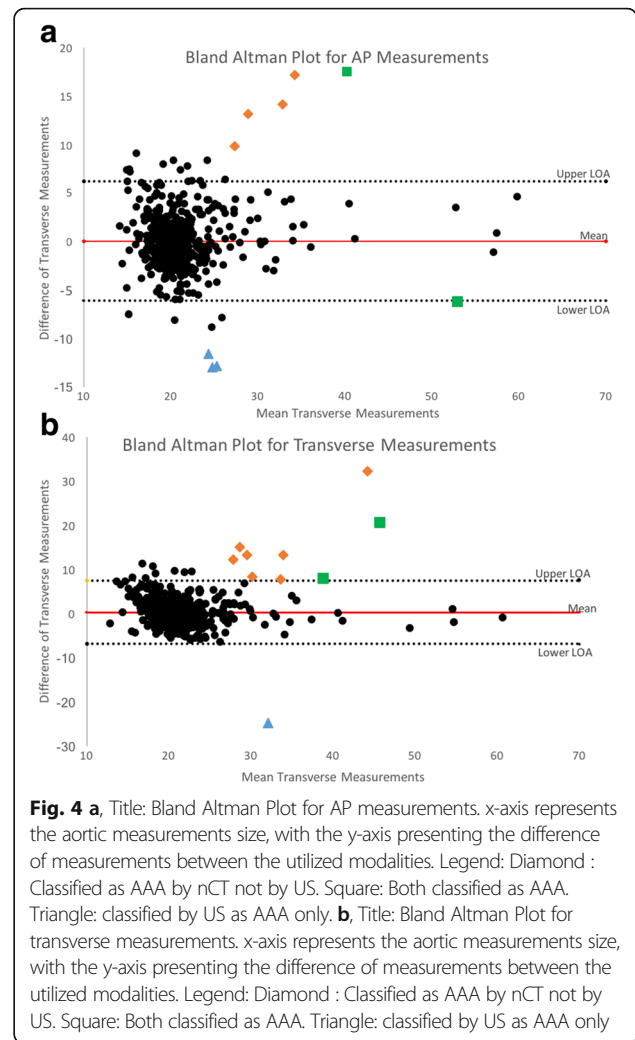 a
Bland Altman Plot for AP Measurements
Difference of Transverse Measurements
20
15
10
5
0
-5
-10
-15
Upper LOA
Mean
Lower LOA
10 20 30 40 50 60 70
Mean Transverse Measurements
b
Bland Altman Plot for Transverse Measurements
Difference of Transverse Measurements
40
30
20
10
0
-10
-20
-30
Upper LOA
Mean
Lower LOA
10 20 30 40 50 60 70
Mean Transverse Measurements
Fig. 4 a, Title: Bland Altman Plot for AP measurements. x-axis represents
the aortic measurements size, with the y-axis presenting the difference
of measurements between the utilized modalities. Legend: Diamond :
Classified as AAA by nCT not by US. Square: Both classified as AAA.
Triangle: classified by US as AAA only. b, Title: Bland Altman Plot for
transverse measurements. x-axis represents the aortic measurements size,
with the y-axis presenting the difference of measurements between the
utilized modalities. Legend: Diamond : Classified as AAA by nCT not by
US. Square: Both classified as AAA. Triangle: classified by US as AAA only